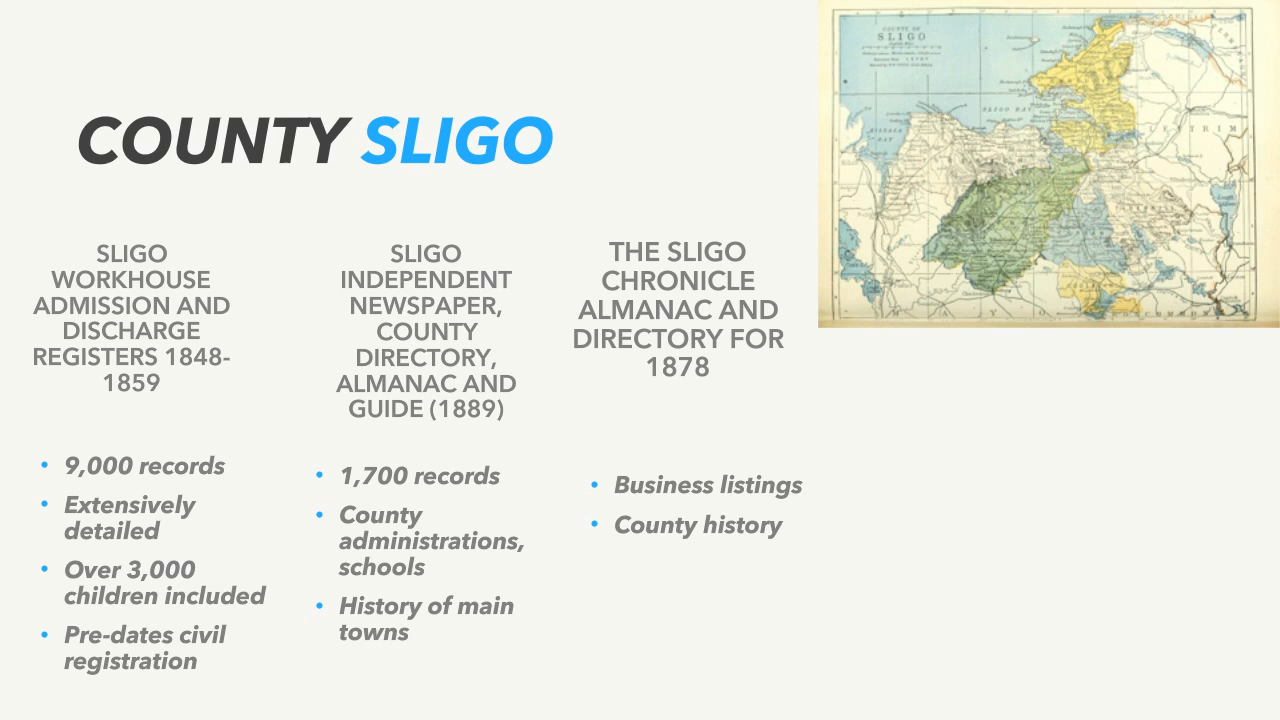 COUNTY SLIGO
SLIGO
WORKHOUSE
ADMISSION AND
DISCHARGE
REGISTERS 1848-
1859
9,000 records
Extensively
detailed
Over 3,000
children included
Pre-dates civil
registration
SLIGO
INDEPENDENT
NEWSPAPER,
COUNTY
DIRECTORY,
ALMANAC AND
GUIDE (1889)
1,700 records
County
administrations,
schools
History of main
towns
THE SLIGO
CHRONICLE
ALMANAC AND
DIRECTORY FOR
1878
Business listings
County history
COUNTY OF
SLIGO
SLIGO BAY